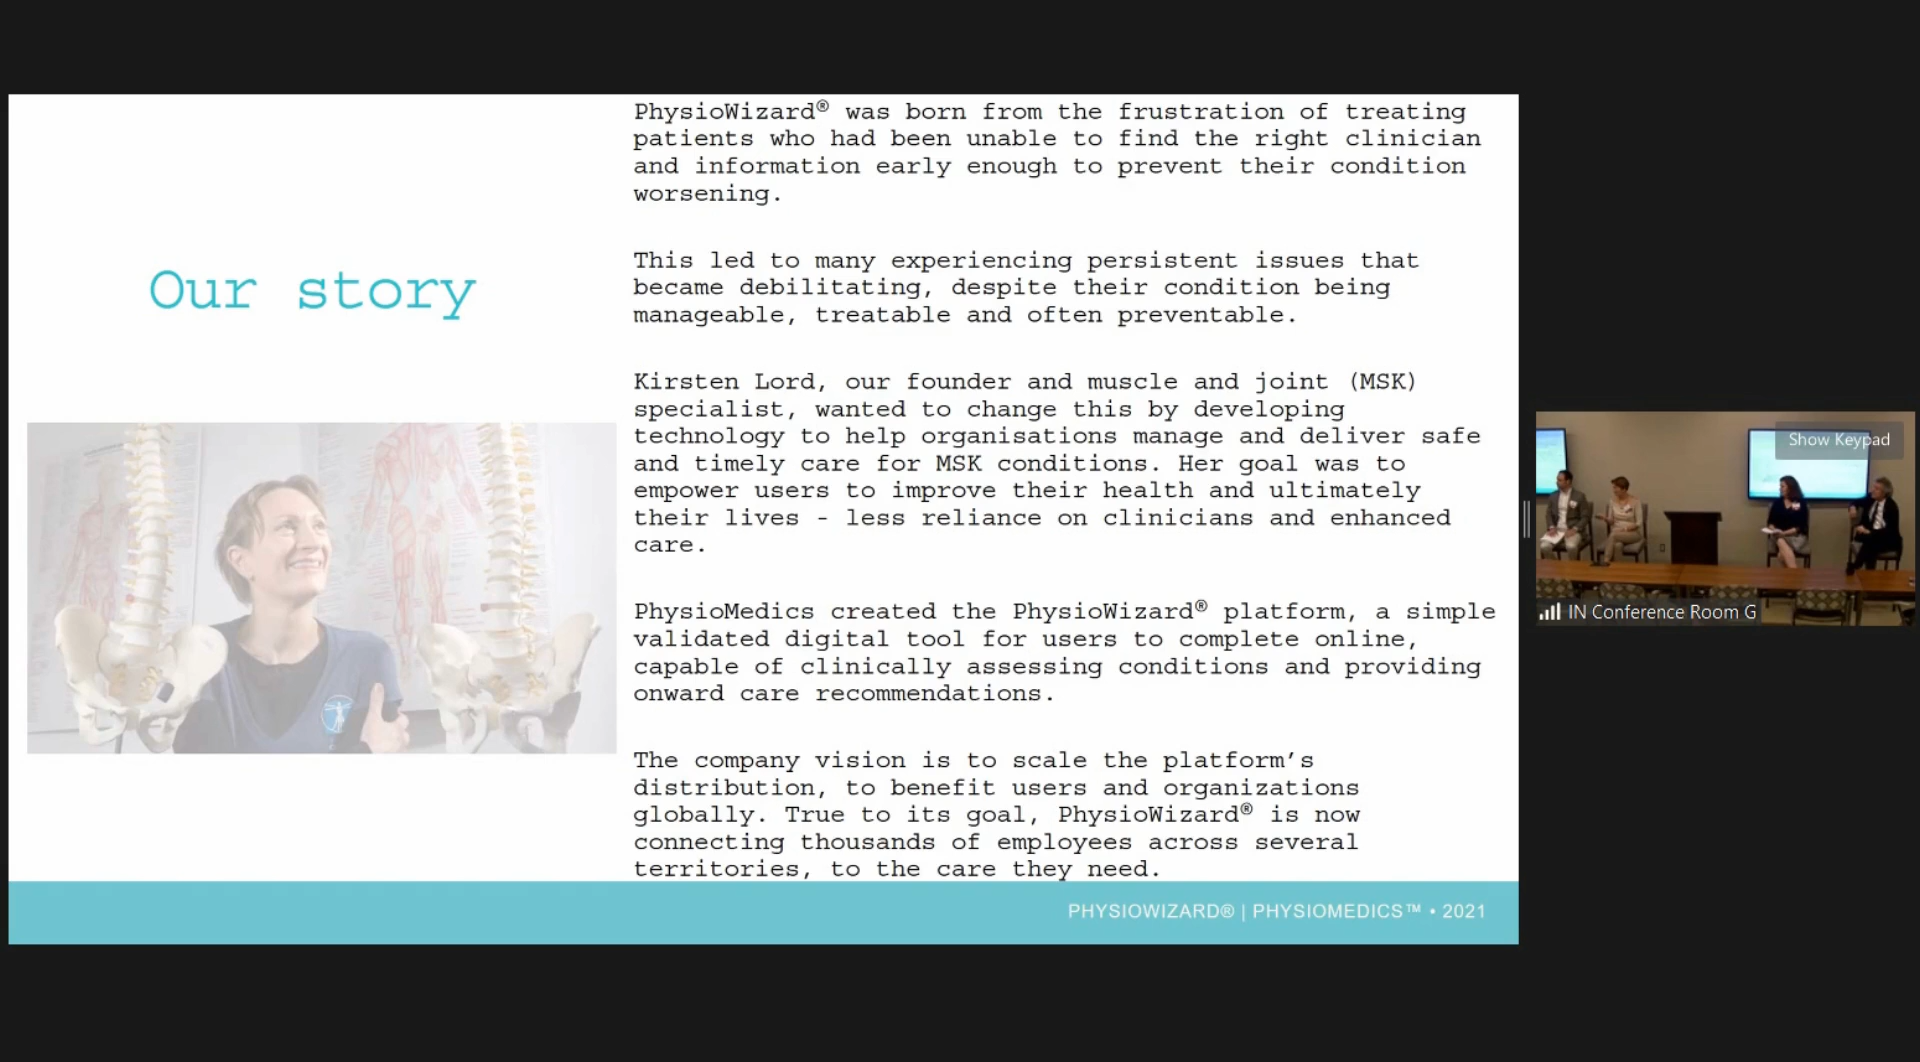 Our story
PhysioWizard® was born from the frustration of treating
patients who had been unable to find the right clinician
and information early enough to prevent their condition
worsening.
This led to many experiencing persistent issues that
became debilitating, despite their condition being
manageable, treatable and often preventable.
Kirsten Lord, our founder and muscle and joint (MSK)
specialist, wanted to change this by developing
technology to help organisations manage and deliver safe
and timely care for MSK conditions. Her goal was to
empower users to improve their health and ultimately
their lives - less reliance on clinicians and enhanced
care.
PhysioMedics created the PhysioWizard® platform, a simple
validated digital tool for users to complete online,
capable of clinically assessing conditions and providing
onward care recommendations.
The company vision is to scale the platform’s
distribution, to benefit users and organizations
globally. True to its goal, PhysioWizard® is now
connecting thousands of employees across several
territories, to the care they need.
PHYSIOWIZARD® | PHYSIOMEDICS™ • 2021
Show Keypad
IN Conference Room G